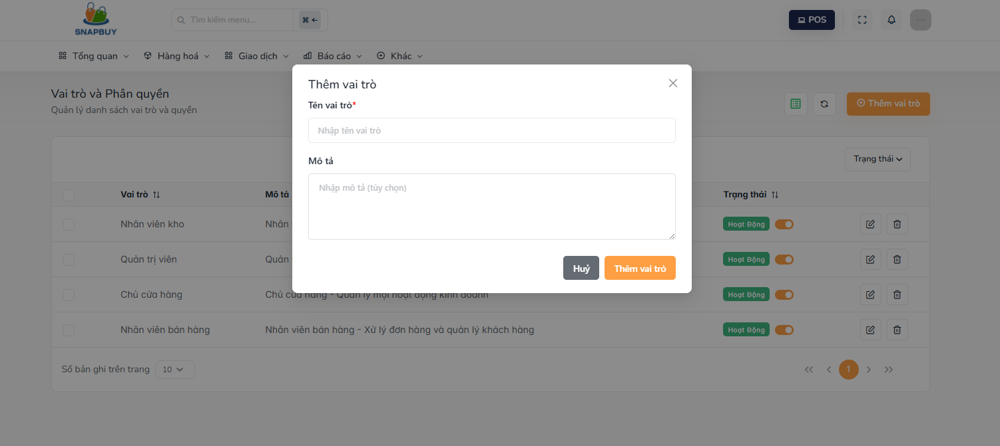 SNAPBUY
Tìm kiếm menu...
⌘
POS
Tổng quan
Hàng hoá
Giao dịch
Báo cáo
Khác
Vai trò và Phân quyền
Quản lý danh sách vai trò và quyền
Thêm vai trò
Thêm vai trò
Tên vai trò*
Nhập tên vai trò
Mô tả
Nhập mô tả (tùy chọn)
Huỷ
Thêm vai trò
Trạng thái
Vai trò
Mô tả
Trạng thái
Nhân viên kho
Nhân
Hoạt Động
Quản trị viên
Quản
Hoạt Động
Chủ cửa hàng
Chủ cửa hàng - Quản lý mọi hoạt động kinh doanh
Hoạt Động
Nhân viên bán hàng
Nhân viên bán hàng - Xử lý đơn hàng và quản lý khách hàng
Hoạt Động
Số bản ghi trên trang
10
1